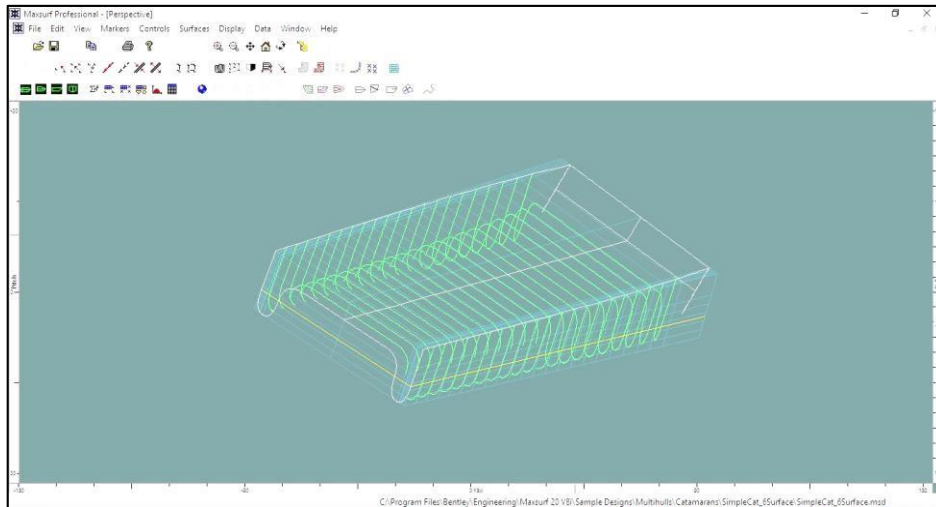 Maxsurf Professional - [Perspective]
File Edit View Markers Controls Surfaces Display Data Window Help
Pitch
C:\Program Files\Bentley\Engineering\Maxsurf 20 V8i\Sample Designs\Multihulls\Catamarans\SimpleCat_6Surface\SimpleCat_6Surface.msd